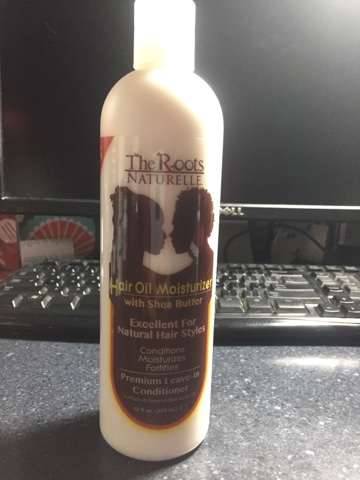 The Roots
NATURELLE
Hair Oil Moisturizer
with Shea Butter
Excellent For
Natural Hair Styles
Conditions
Moisturizes
Fortifies
Premium Leave-in
Conditioner
DELL